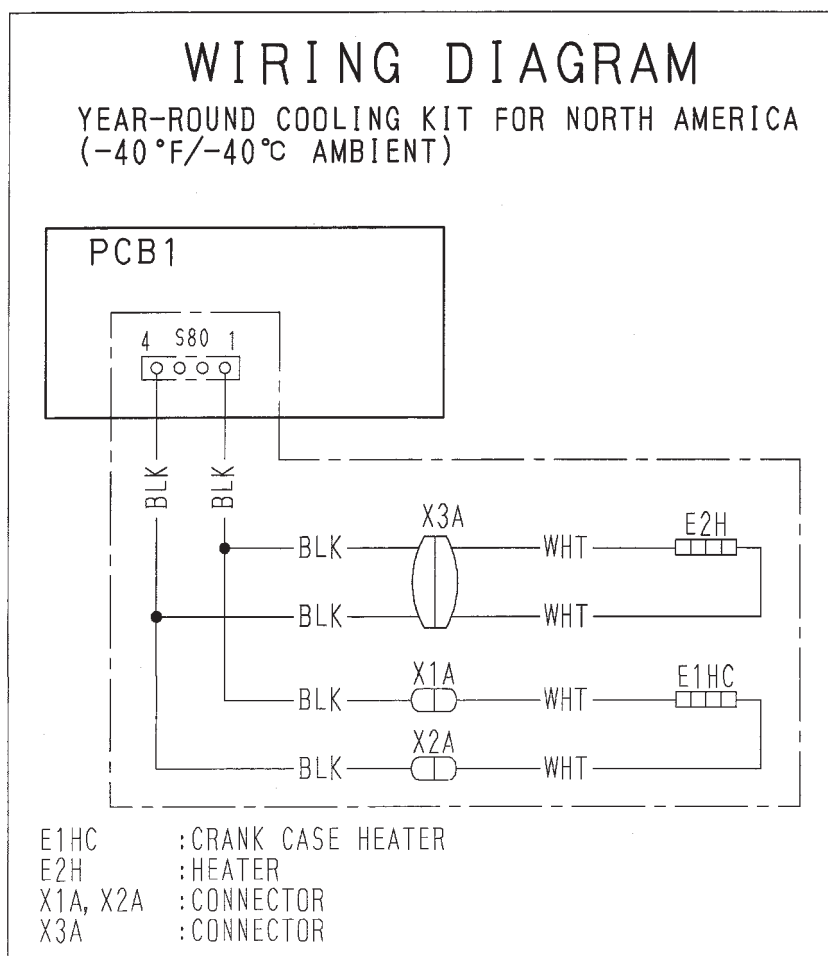 WIRING DIAGRAM
YEAR-ROUND COOLING KIT FOR NORTH AMERICA
(-40°F/-40°C AMBIENT)
PCB1
4 S80 1
BLK BLK
X3A E2H
BLK WHT
BLK WHT
X1A E1HC
BLK WHT
X2A
BLK WHT
E1HC :CRANK CASE HEATER
E2H :HEATER
X1A, X2A :CONNECTOR
X3A :CONNECTOR